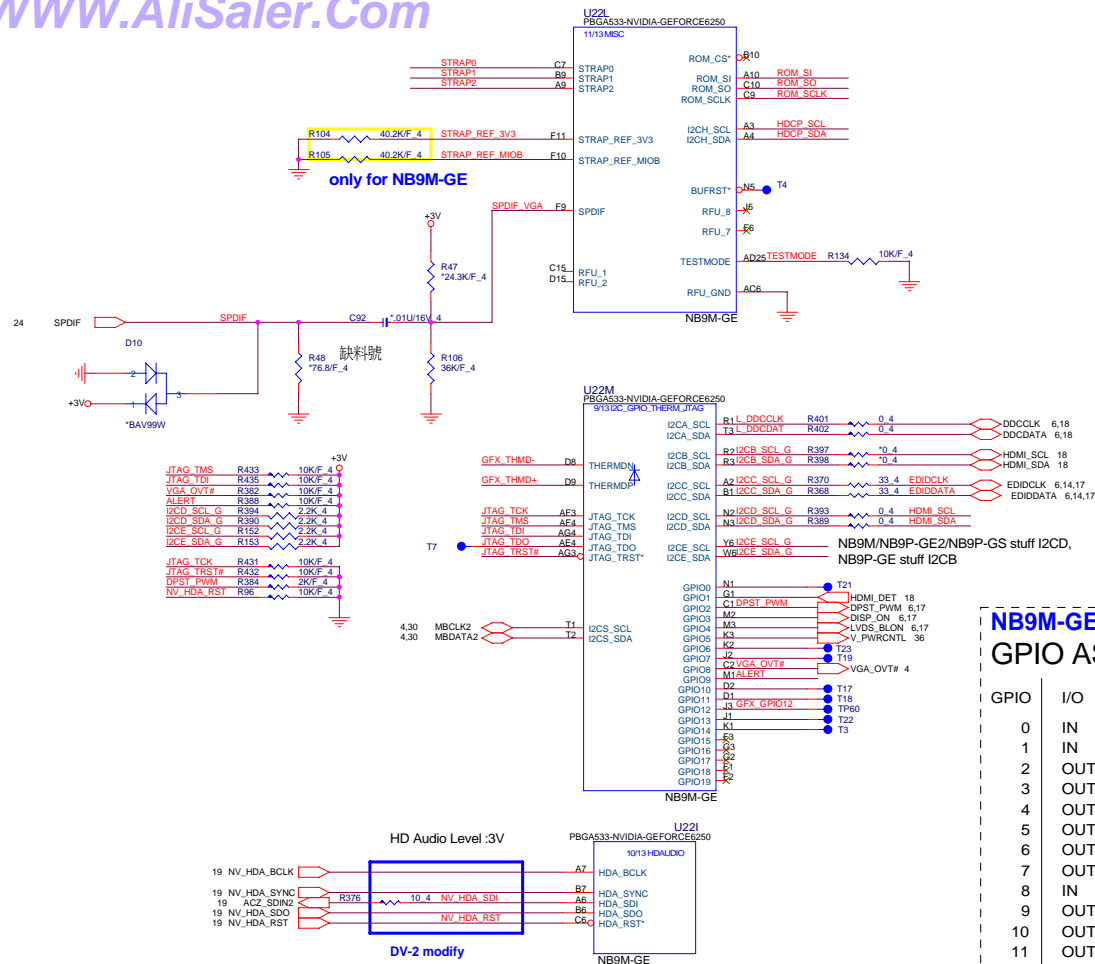 WWW.AliSaler.Com
U22L
PBGA533-NVIDIA-GEFORCE6250
11/13 MISC
STRAP0 C7 STRAP0
STRAP1 B9 STRAP1
STRAP2 A9 STRAP2
ROM_CS* B10
ROM_SI A10 ROM_SI
ROM_SO C10 ROM_SO
ROM_SCLK C9 ROM_SCLK
I2CH_SCL A3 HDCP_SCL
I2CH_SDA A4 HDCP_SDA
R104 40.2K/F_4 STRAP_REF_3V3 F11 STRAP_REF_3V3
R105 40.2K/F_4 STRAP_REF_MIOB F10 STRAP_REF_MIOB
only for NB9M-GE
BUFRST* N5 T4
SPDIF_VGA F9 SPDIF
RFU_8 J5
RFU_7 E6
+3V
R47
*24.3K/F_4
TESTMODE AD25 TESTMODE R134 10K/F_4
C15 RFU_1
D15 RFU_2
RFU_GND AC6
NB9M-GE
24 SPDIF SPDIF C92 *.01U/16V_4
D10
2
3
+3V 1
*BAV99W
R48
*76.8/F_4
缺料號
R106
36K/F_4
U22M
PBGA533-NVIDIA-GEFORCE6250
9/13 I2C_GPIO_THERM_JTAG
I2CA_SCL R1 L_DDCCLK R401 0_4 DDCCLK 6,18
I2CA_SDA T3 L_DDCDAT R402 0_4 DDCDATA 6,18
I2CB_SCL R2 I2CB_SCL_G R397 *0_4 HDMI_SCL 18
I2CB_SDA R3 I2CB_SDA_G R398 *0_4 HDMI_SDA 18
I2CC_SCL A2 I2CC_SCL_G R370 33_4 EDIDCLK EDIDCLK 6,14,17
I2CC_SDA B1 I2CC_SDA_G R368 33_4 EDIDDATA EDIDDATA 6,14,17
I2CD_SCL N2 I2CD_SCL_G R393 0_4 HDMI_SCL
I2CD_SDA N3 I2CD_SDA_G R389 0_4 HDMI_SDA
I2CE_SCL Y6 I2CE_SCL_G
I2CE_SDA W6 I2CE_SDA_G
NB9M/NB9P-GE2/NB9P-GS stuff I2CD,
NB9P-GE stuff I2CB
GFX_THMD- D8 THERMDN
GFX_THMD+ D9 THERMDP
JTAG_TCK AF3 JTAG_TCK
JTAG_TMS AF4 JTAG_TMS
JTAG_TDI AG4 JTAG_TDI
T7 JTAG_TDO AE4 JTAG_TDO
JTAG_TRST# AG3 JTAG_TRST*
+3V
JTAG_TMS R433 10K/F_4
JTAG_TDI R435 10K/F_4
VGA_OVT# R382 10K/F_4
ALERT R388 10K/F_4
I2CD_SCL_G R394 2.2K_4
I2CD_SDA_G R390 2.2K_4
I2CE_SCL_G R152 2.2K_4
I2CE_SDA_G R153 2.2K_4
JTAG_TCK R431 10K/F_4
JTAG_TRST# R432 10K/F_4
DPST_PWM R384 2K/F_4
NV_HDA_RST R96 10K/F_4
4,30 MBCLK2 T1 I2CS_SCL
4,30 MBDATA2 T2 I2CS_SDA
GPIO0 N1 T21
GPIO1 G1 HDMI_DET 18
GPIO2 C1 DPST_PWM DPST_PWM 6,17
GPIO3 M2 DISP_ON 6,17
GPIO4 M3 LVDS_BLON 6,17
GPIO5 K3 V_PWRCNTL 36
GPIO6 K2 T23
GPIO7 J2 T19
GPIO8 C2 VGA_OVT# VGA_OVT# 4
GPIO9 M1 ALERT
GPIO10 D2 T17
GPIO11 D1 T18
GPIO12 J3 GFX_GPIO12 TP60
GPIO13 J1 T22
GPIO14 K1 T3
GPIO15 E3
GPIO16 G3
GPIO17 G2
GPIO18 F1
GPIO19 F2
NB9M-GE
NB9M-GE
GPIO AS
GPIO I/O
0 IN
1 IN
2 OUT
3 OUT
4 OUT
5 OUT
6 OUT
7 OUT
8 IN
9 OUT
10 OUT
11 OUT
HD Audio Level :3V
U22I
PBGA533-NVIDIA-GEFORCE6250
10/13 HDAUDIO
19 NV_HDA_BCLK A7 HDA_BCLK
19 NV_HDA_SYNC B7 HDA_SYNC
19 ACZ_SDIN2 R376 10_4 NV_HDA_SDI A6 HDA_SDI
19 NV_HDA_SDO B6 HDA_SDO
19 NV_HDA_RST NV_HDA_RST C6 HDA_RST*
DV-2 modify
NB9M-GE